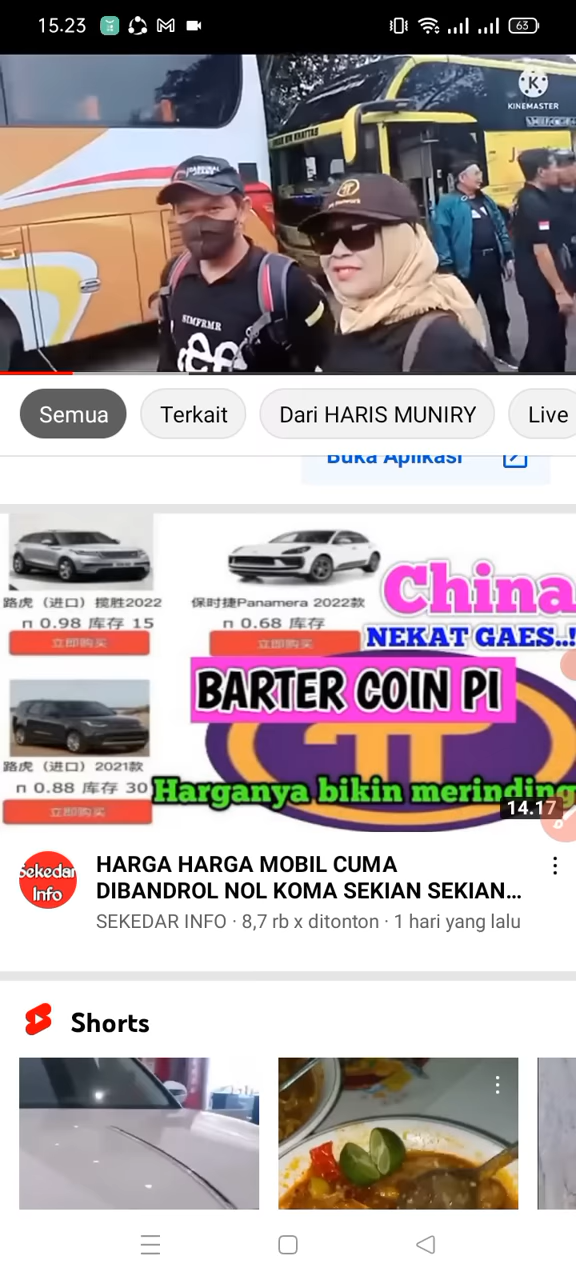 15.23
63
KINEMASTER
SIMFRMR
Semua
Terkait
Dari HARIS MUNIRY
Live
Buka Aplikasi
路虎（进口）揽胜2022
n 0.98 库存 15
立即购买
保时捷Panamera 2022款
n 0.68 库存
立即购买
China
NEKAT GAES..!
BARTER COIN PI
路虎（进口）2021款
n 0.88 库存 30
立即购买
Harganya bikin merinding
14.17
Sekedar
Info
HARGA HARGA MOBIL CUMA
DIBANDROL NOL KOMA SEKIAN SEKIAN...
SEKEDAR INFO · 8,7 rb x ditonton · 1 hari yang lalu
Shorts